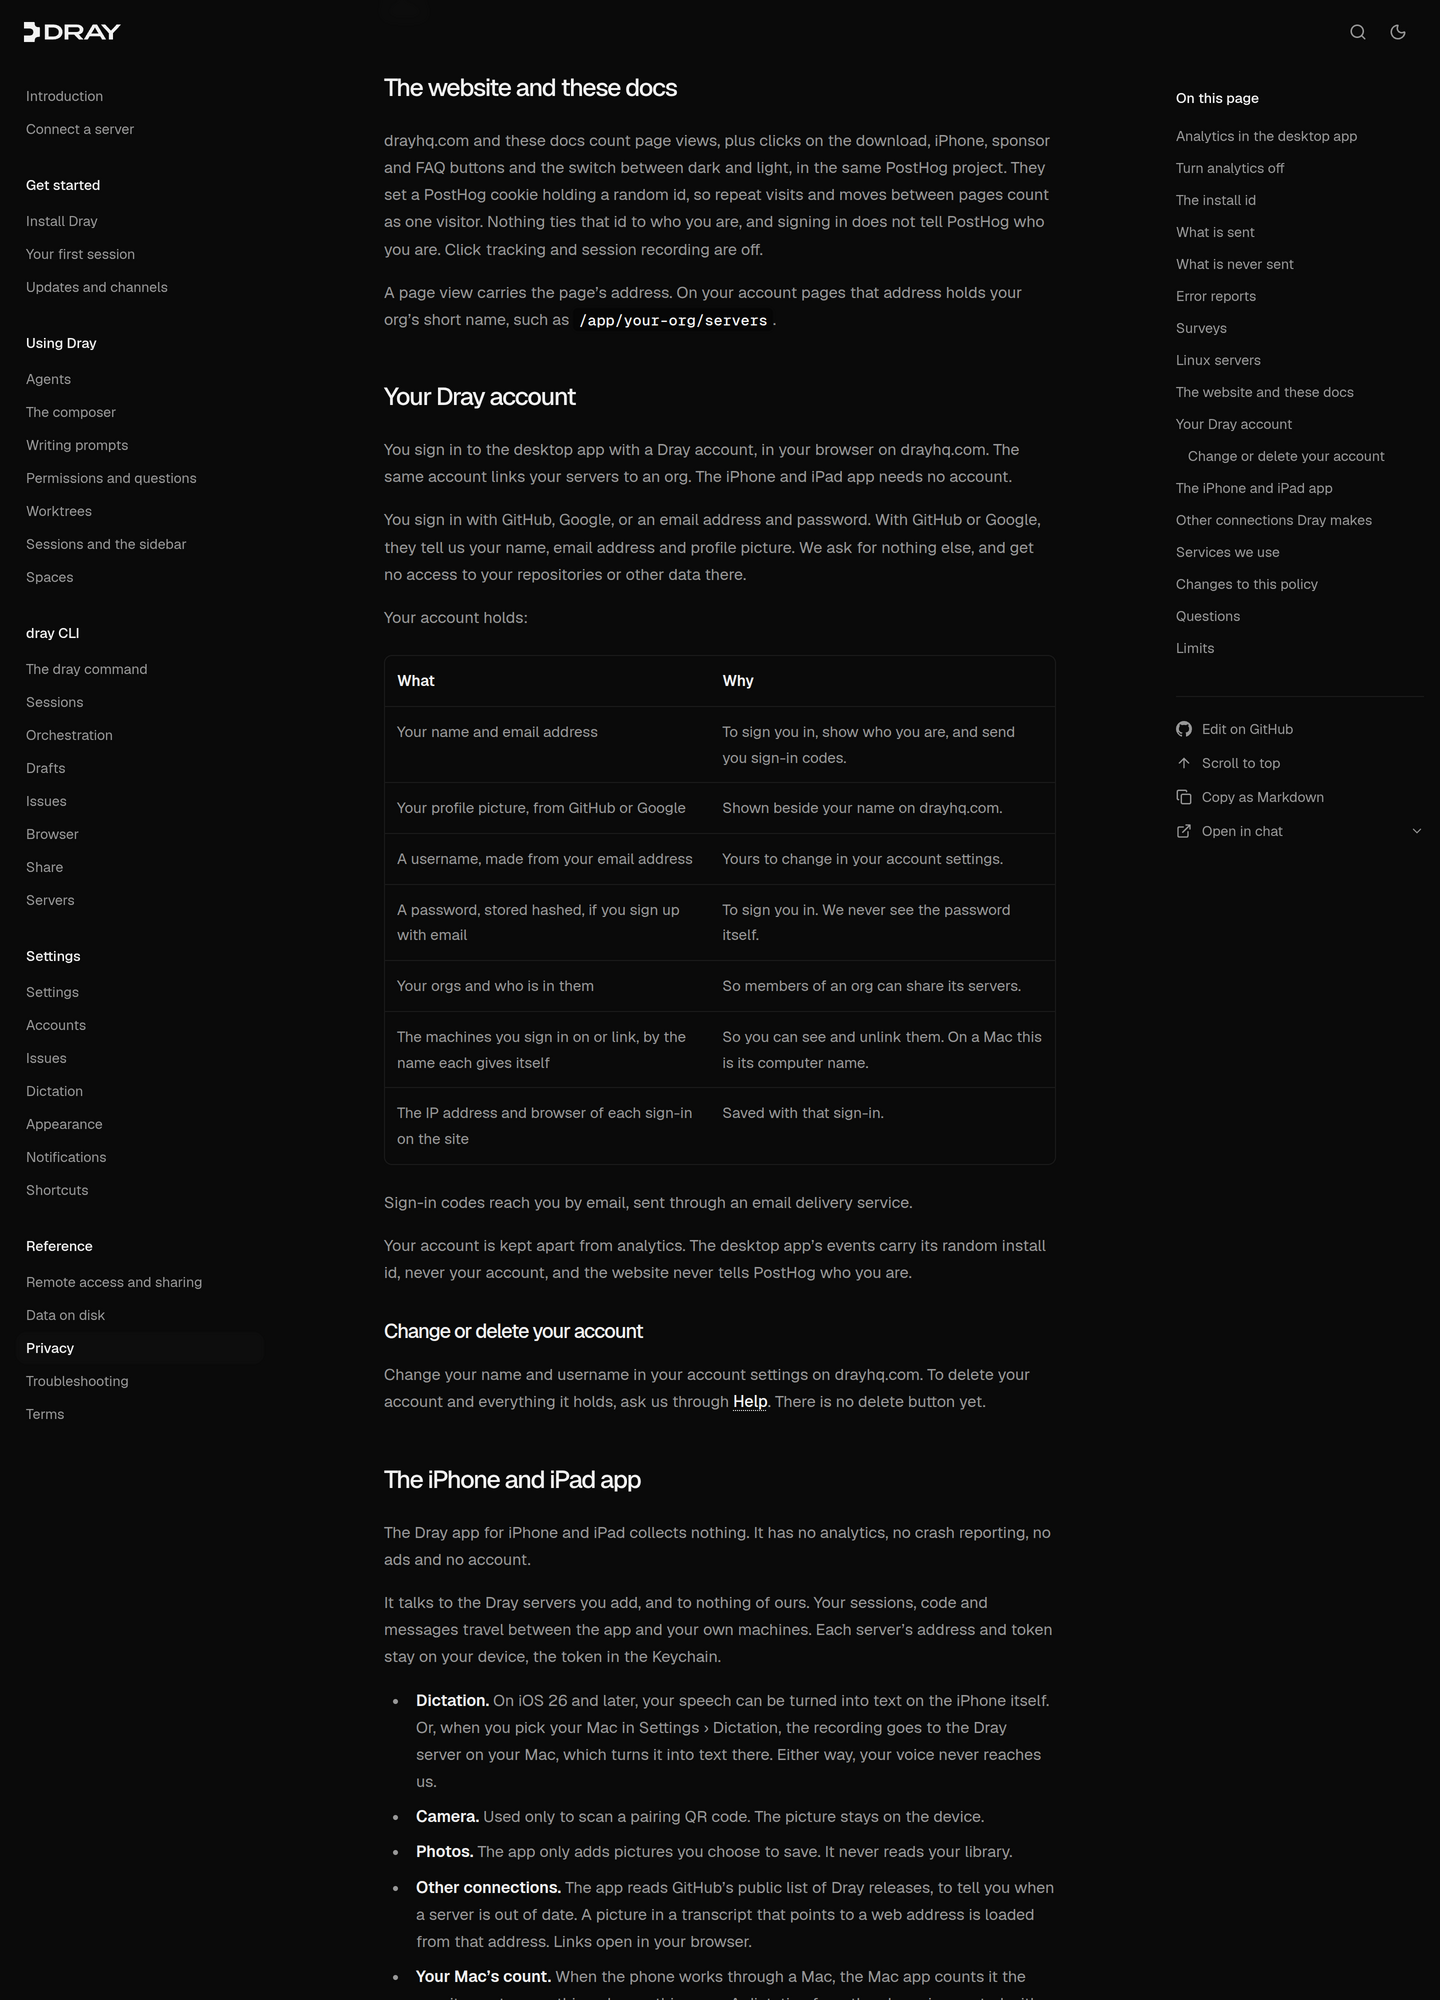 DRAY
Introduction
Connect a server
Get started
Install Dray
Your first session
Updates and channels
Using Dray
Agents
The composer
Writing prompts
Permissions and questions
Worktrees
Sessions and the sidebar
Spaces
dray CLI
The dray command
Sessions
Orchestration
Drafts
Issues
Browser
Share
Servers
Settings
Settings
Accounts
Issues
Dictation
Appearance
Notifications
Shortcuts
Reference
Remote access and sharing
Data on disk
Privacy
Troubleshooting
Terms
The website and these docs
drayhq.com and these docs count page views, plus clicks on the download, iPhone, sponsor
and FAQ buttons and the switch between dark and light, in the same PostHog project. They
set a PostHog cookie holding a random id, so repeat visits and moves between pages count
as one visitor. Nothing ties that id to who you are, and signing in does not tell PostHog who
you are. Click tracking and session recording are off.
A page view carries the page’s address. On your account pages that address holds your
org’s short name, such as /app/your-org/servers.
Your Dray account
You sign in to the desktop app with a Dray account, in your browser on drayhq.com. The
same account links your servers to an org. The iPhone and iPad app needs no account.
You sign in with GitHub, Google, or an email address and password. With GitHub or Google,
they tell us your name, email address and profile picture. We ask for nothing else, and get
no access to your repositories or other data there.
Your account holds:
What Why
Your name and email address To sign you in, show who you are, and send
you sign-in codes.
Your profile picture, from GitHub or Google Shown beside your name on drayhq.com.
A username, made from your email address Yours to change in your account settings.
A password, stored hashed, if you sign up To sign you in. We never see the password
with email itself.
Your orgs and who is in them So members of an org can share its servers.
The machines you sign in on or link, by the So you can see and unlink them. On a Mac this
name each gives itself is its computer name.
The IP address and browser of each sign-in Saved with that sign-in.
on the site
Sign-in codes reach you by email, sent through an email delivery service.
Your account is kept apart from analytics. The desktop app’s events carry its random install
id, never your account, and the website never tells PostHog who you are.
Change or delete your account
Change your name and username in your account settings on drayhq.com. To delete your
account and everything it holds, ask us through Help. There is no delete button yet.
The iPhone and iPad app
The Dray app for iPhone and iPad collects nothing. It has no analytics, no crash reporting, no
ads and no account.
It talks to the Dray servers you add, and to nothing of ours. Your sessions, code and
messages travel between the app and your own machines. Each server’s address and token
stay on your device, the token in the Keychain.
• Dictation. On iOS 26 and later, your speech can be turned into text on the iPhone itself.
Or, when you pick your Mac in Settings › Dictation, the recording goes to the Dray
server on your Mac, which turns it into text there. Either way, your voice never reaches
us.
• Camera. Used only to scan a pairing QR code. The picture stays on the device.
• Photos. The app only adds pictures you choose to save. It never reads your library.
• Other connections. The app reads GitHub’s public list of Dray releases, to tell you when
a server is out of date. A picture in a transcript that points to a web address is loaded
from that address. Links open in your browser.
• Your Mac’s count. When the phone works through a Mac, the Mac app counts it the
On this page
Analytics in the desktop app
Turn analytics off
The install id
What is sent
What is never sent
Error reports
Surveys
Linux servers
The website and these docs
Your Dray account
Change or delete your account
The iPhone and iPad app
Other connections Dray makes
Services we use
Changes to this policy
Questions
Limits
Edit on GitHub
Scroll to top
Copy as Markdown
Open in chat